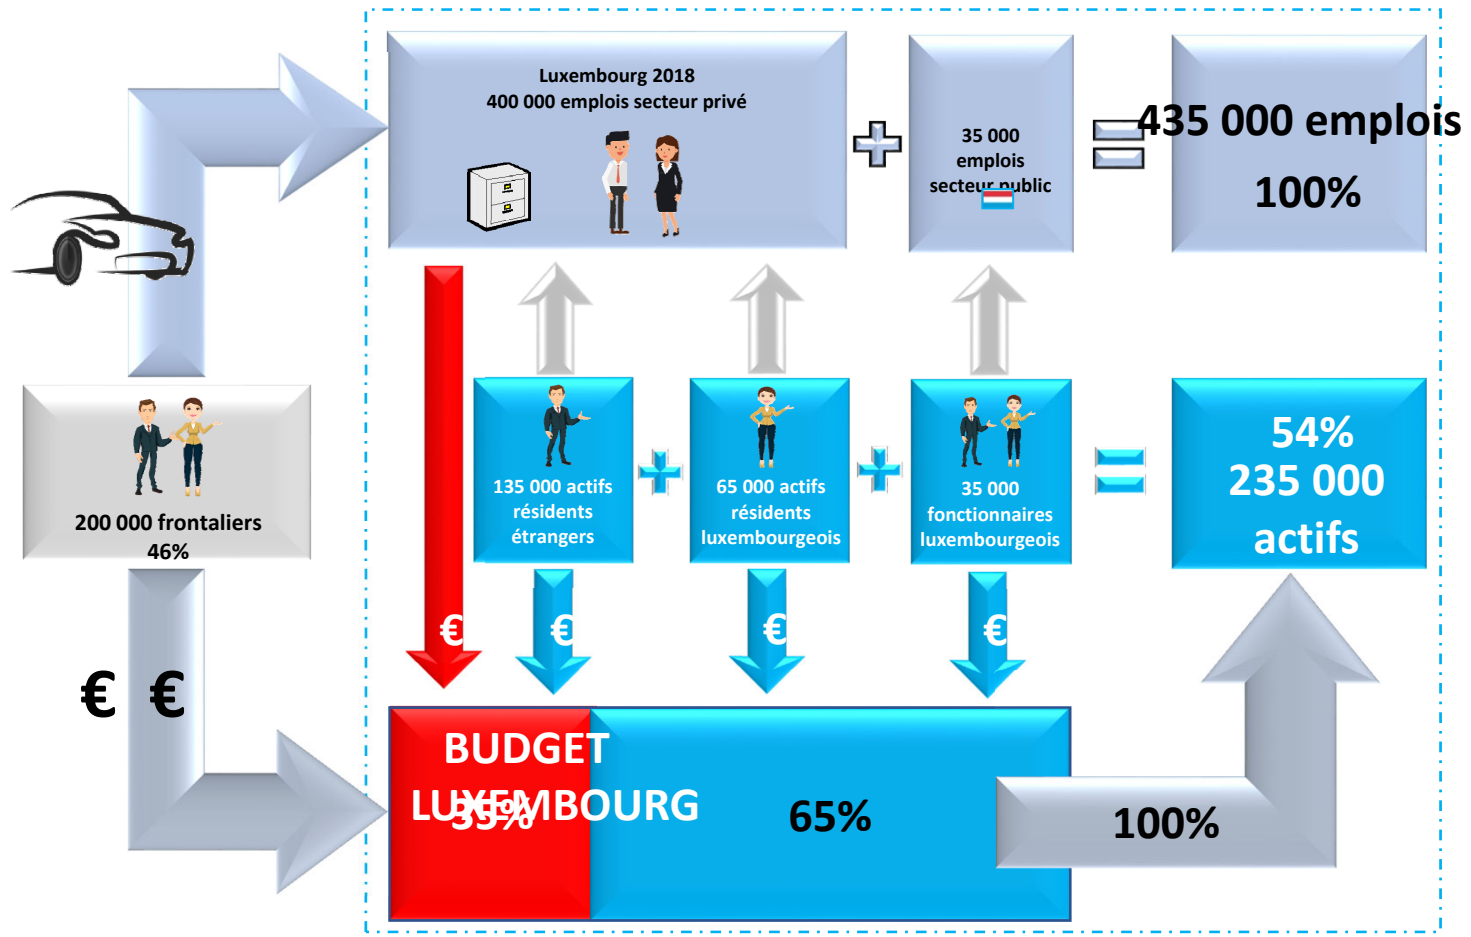 Luxembourg 2018
400 000 emplois secteur privé
35 000
emplois
secteur public
435 000 emplois
100%
200 000 frontaliers
46%
135 000 actifs
résidents
étrangers
65 000 actifs
résidents
luxembourgeois
35 000
fonctionnaires
luxembourgeois
54%
235 000
actifs
€
€
€
€
€ €
BUDGET
LUXEMBOURG
35%
65%
100%